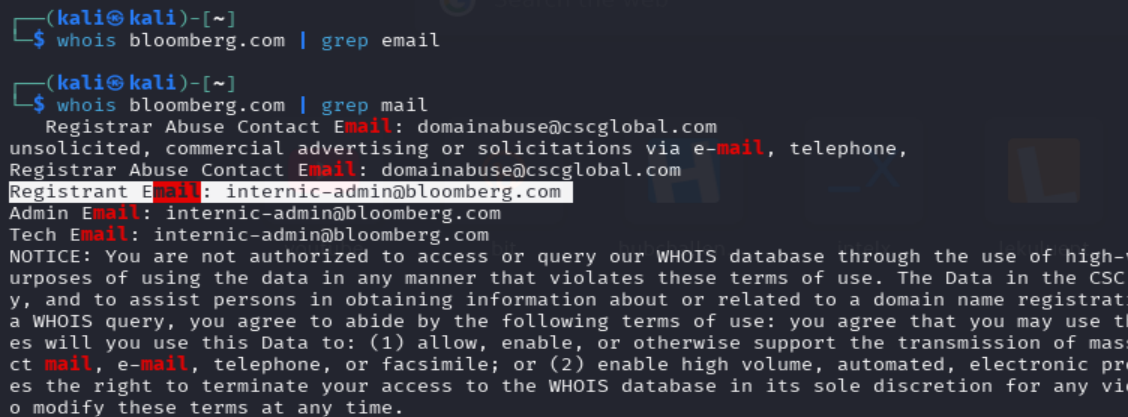 (kali㉿kali)-[~]
$ whois bloomberg.com | grep email
(kali㉿kali)-[~]
$ whois bloomberg.com | grep mail
Registrar Abuse Contact Email: domainabuse@cscglobal.com
unsolicited, commercial advertising or solicitations via e-mail, telephone,
Registrar Abuse Contact Email: domainabuse@cscglobal.com
Registrant Email: internic-admin@bloomberg.com
Admin Email: internic-admin@bloomberg.com
Tech Email: internic-admin@bloomberg.com
NOTICE: You are not authorized to access or query our WHOIS database through the use of high-
urposes of using the data in any manner that violates these terms of use. The Data in the CSC
y, and to assist persons in obtaining information about or related to a domain name registrat
a WHOIS query, you agree to abide by the following terms of use: you agree that you may use t
es will you use this Data to: (1) allow, enable, or otherwise support the transmission of mas
ct mail, e-mail, telephone, or facsimile; or (2) enable high volume, automated, electronic pr
es the right to terminate your access to the WHOIS database in its sole discretion for any vi
o modify these terms at any time.